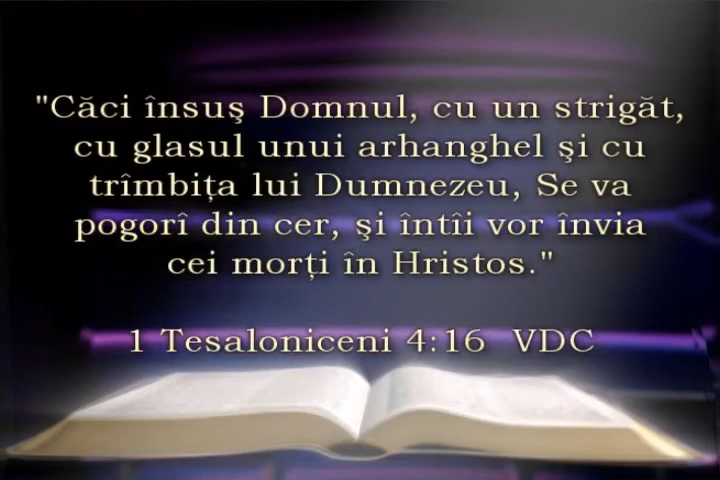 "Căci însuş Domnul, cu un strigăt,
cu glasul unui arhanghel şi cu
trîmbiţa lui Dumnezeu, Se va
pogorî din cer, şi întîi vor învia
cei morţi în Hristos."
1 Tesaloniceni 4:16 VDC